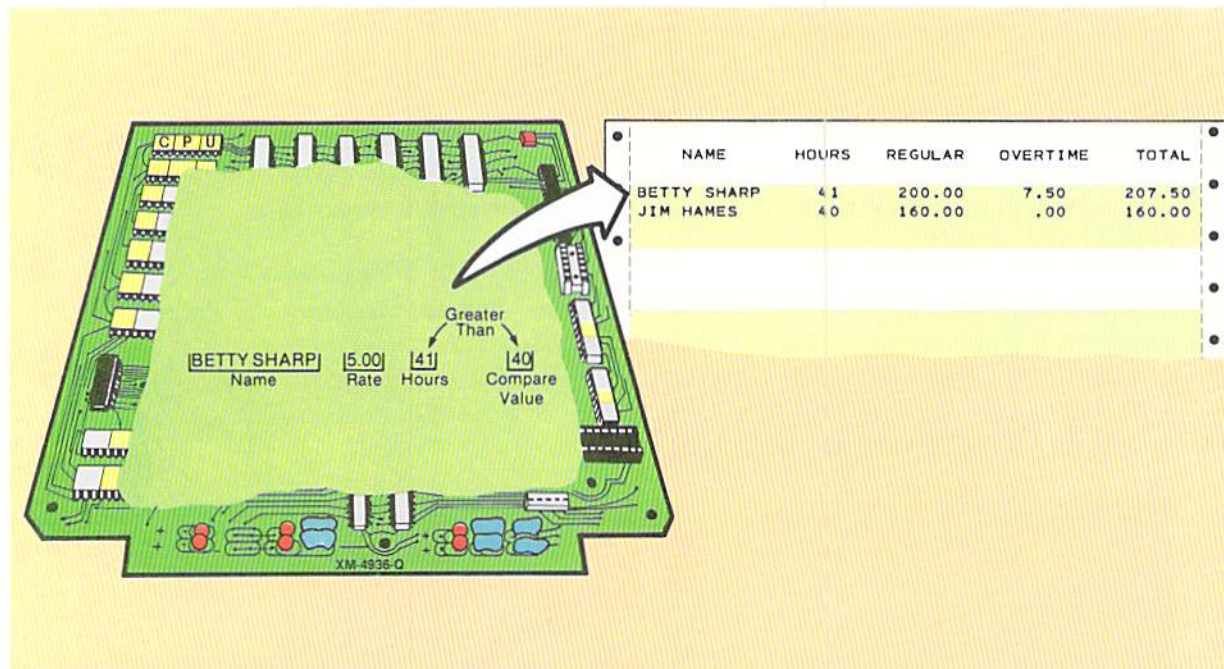 C P U
Greater
Than
BETTY SHARP 5.00 41 40
Name Rate Hours Compare
Value
XM-4936-Q
NAME HOURS REGULAR OVERTIME TOTAL
BETTY SHARP 41 200.00 7.50 207.50
JIM HAMES 40 160.00 .00 160.00